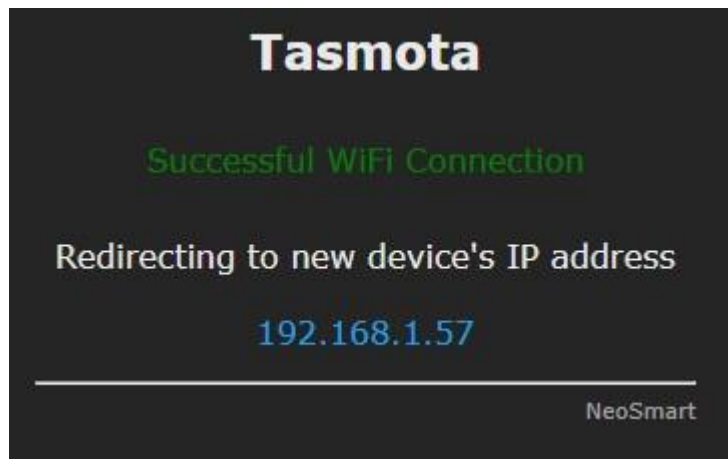 Tasmota
Successful WiFi Connection
Redirecting to new device's IP address
192.168.1.57
NeoSmart